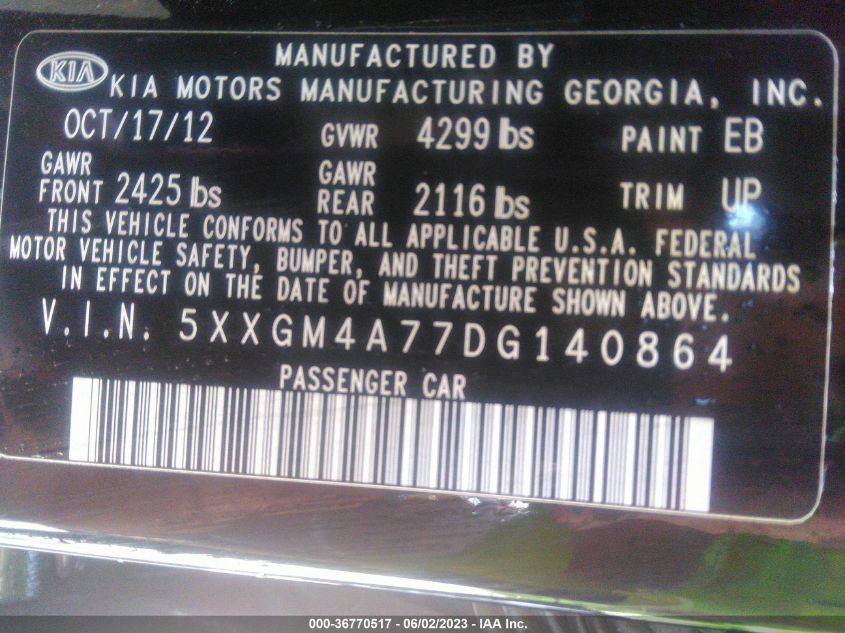 MANUFACTURED BY
KIA KIA MOTORS MANUFACTURING GEORGIA, INC.
OCT/17/12 GVWR 4299 lbs PAINT EB
GAWR FRONT 2425 lbs GAWR REAR 2116 lbs TRIM UP
THIS VEHICLE CONFORMS TO ALL APPLICABLE U.S.A. FEDERAL
MOTOR VEHICLE SAFETY, BUMPER, AND THEFT PREVENTION STANDARDS
IN EFFECT ON THE DATE OF MANUFACTURE SHOWN ABOVE.
V.I.N. 5XXGM4A77DG140864
PASSENGER CAR
000-36770517 - 06/02/2023 - IAA Inc.